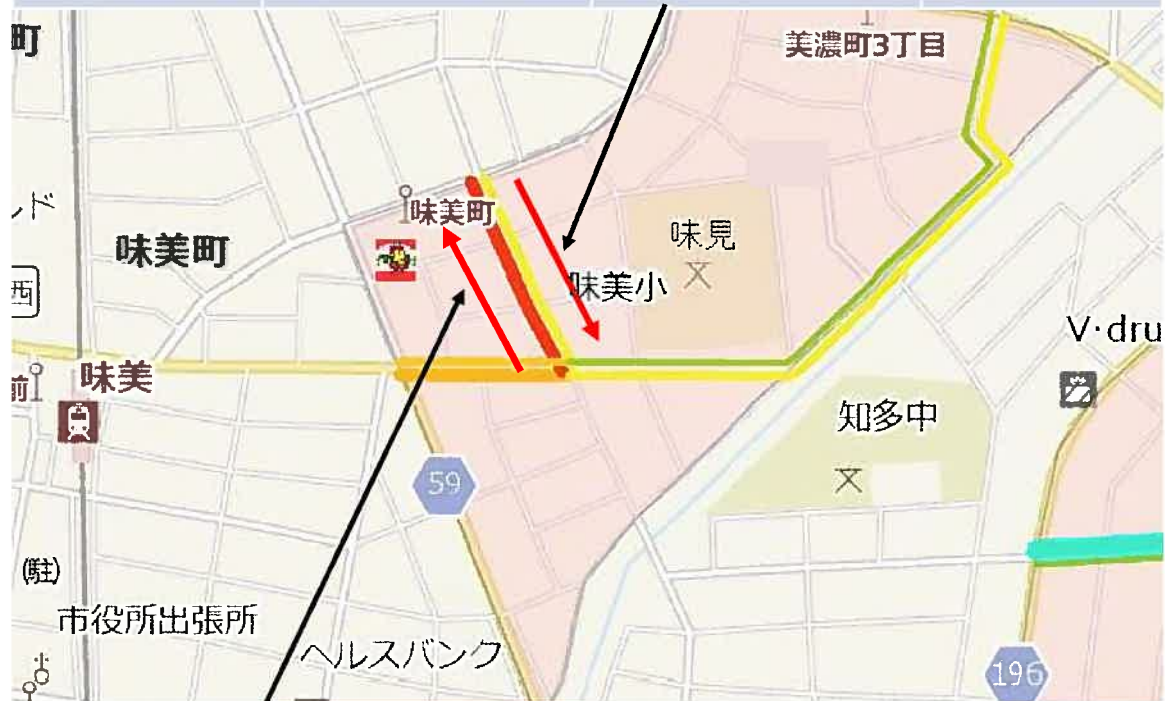 町
美濃町3丁目
ド
味美町
味美町
味見
味美小
西
V・dru
前
味美
知多中
59
(駐)
市役所出張所
ヘルスバンク
196